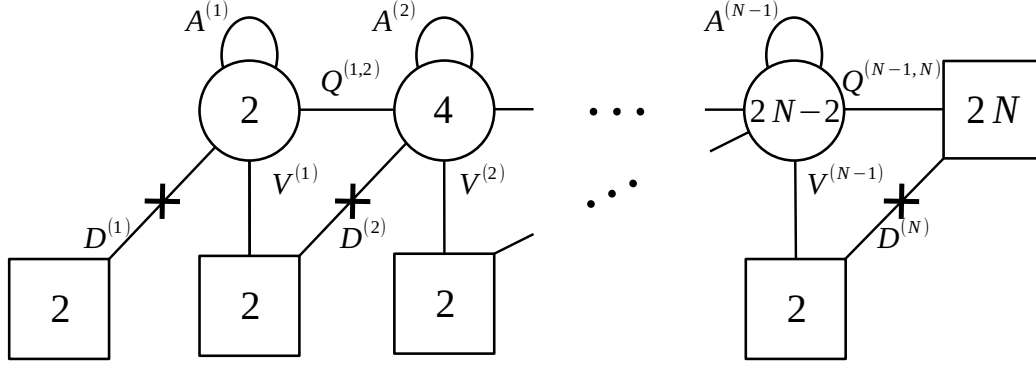 A^(1) A^(2) A^(N−1)
Q^(1,2) Q^(N−1,N)
2 4 ... 2N−2 2N
V^(1) V^(2) V^(N−1)
D^(1) D^(2) D^(N)
2 2 2 2